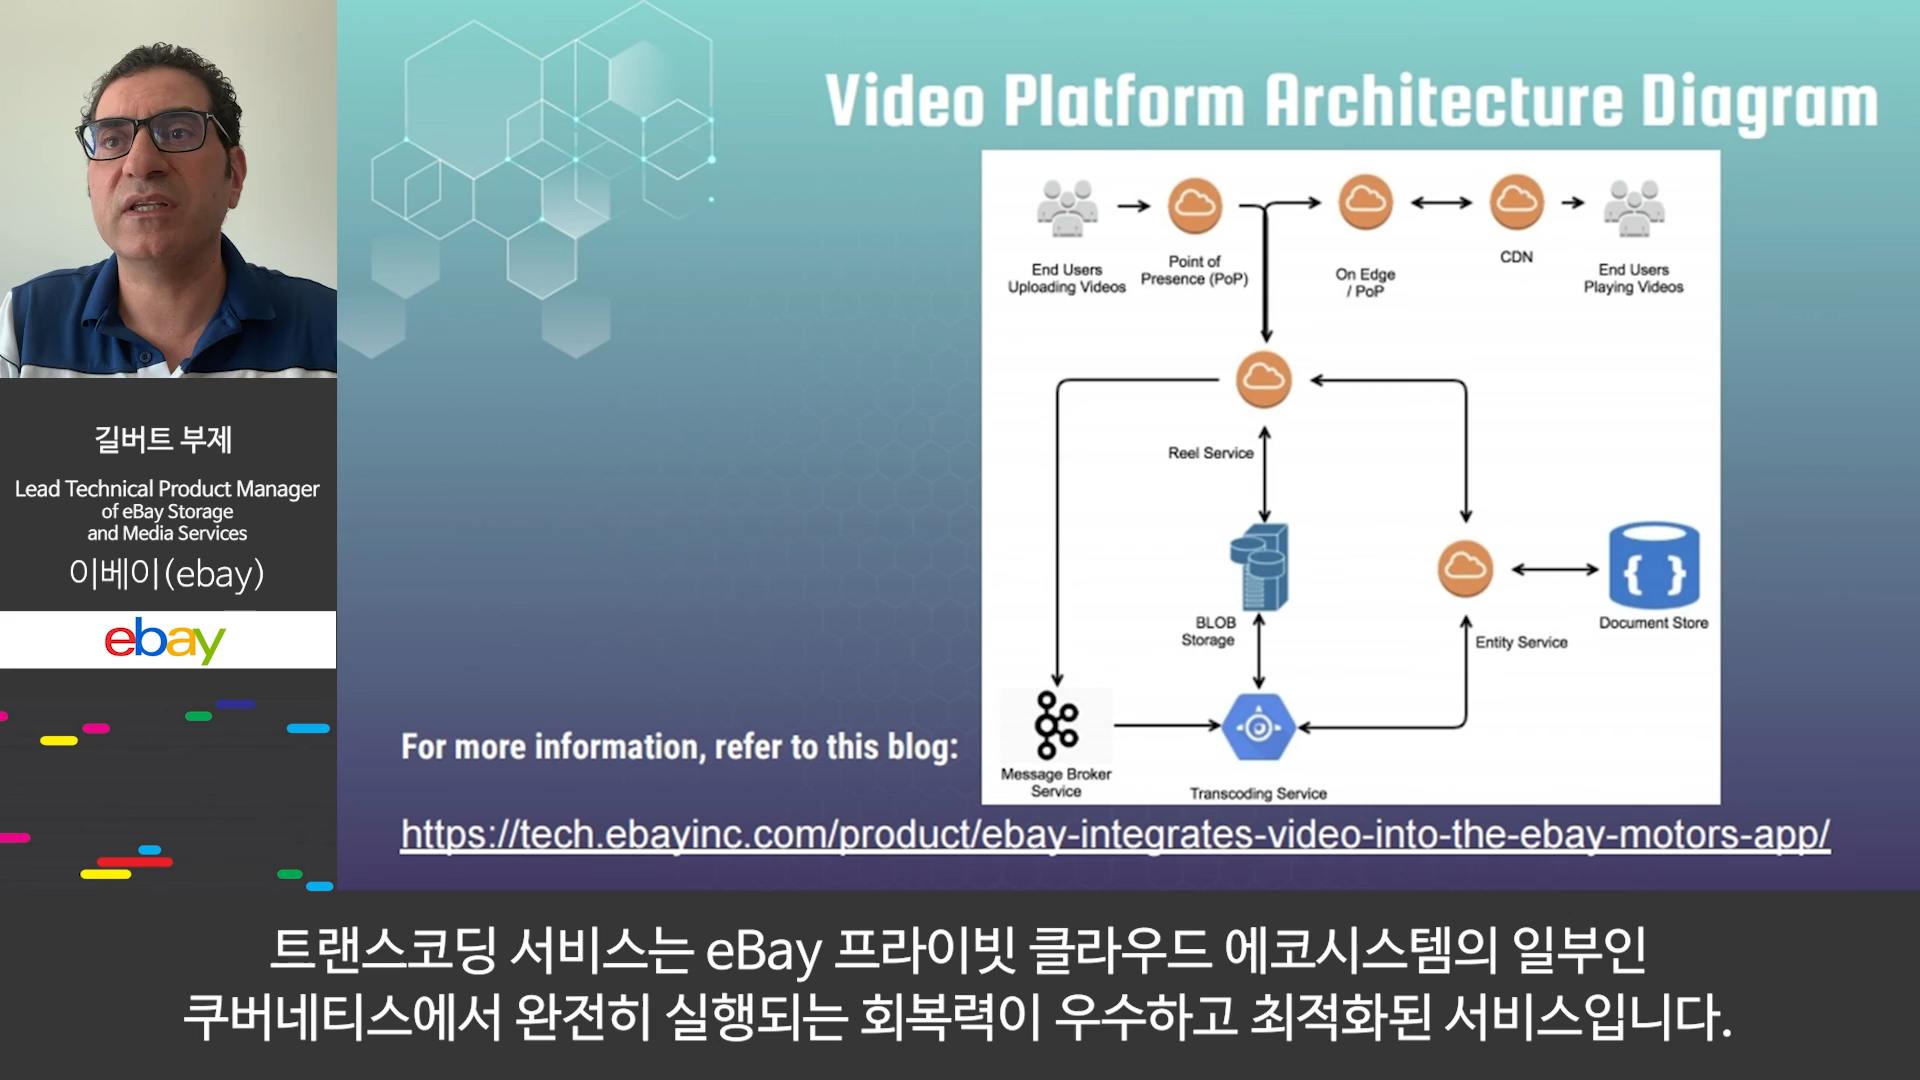 Video Platform Architecture Diagram
End Users
Uploading Videos
Point of
Presence (PoP)
On Edge
/ PoP
CDN
End Users
Playing Videos
Reel Service
BLOB
Storage
Entity Service
Document Store
Message Broker
Service
Transcoding Service
For more information, refer to this blog:
https://tech.ebayinc.com/product/ebay-integrates-video-into-the-ebay-motors-app/
길버트 부제
Lead Technical Product Manager
of eBay Storage
and Media Services
이베이(ebay)
ebay
트랜스코딩 서비스는 eBay 프라이빗 클라우드 에코시스템의 일부인
쿠버네티스에서 완전히 실행되는 회복력이 우수하고 최적화된 서비스입니다.